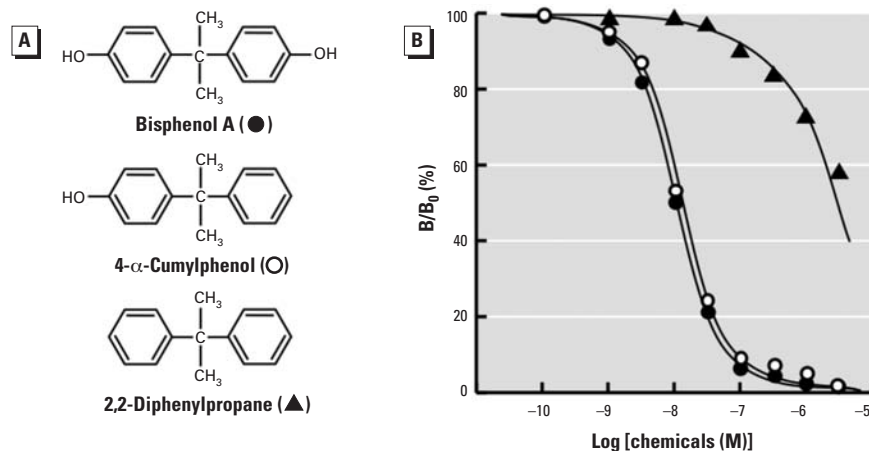 A
HO
CH3
C
CH3
OH
Bisphenol A (●)
HO
CH3
C
CH3
4-α-Cumylphenol (○)
CH3
C
CH3
2,2-Diphenylpropane (▲)
B
B/B0 (%)
100
80
60
40
20
0
–10 –9 –8 –7 –6 –5
Log [chemicals (M)]